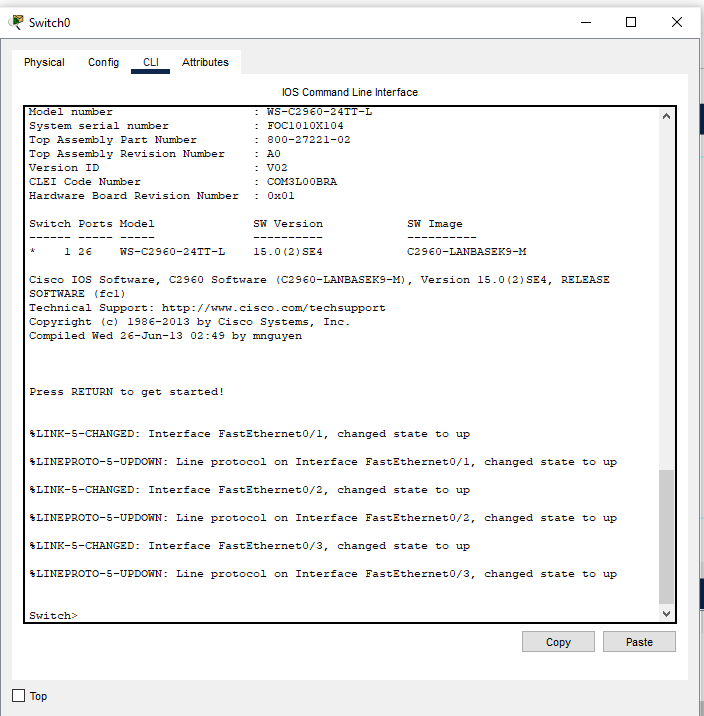 Switch0
Physical Config CLI Attributes
IOS Command Line Interface
Model number : WS-C2960-24TT-L
System serial number : FOC1010X104
Top Assembly Part Number : 800-27221-02
Top Assembly Revision Number : A0
Version ID : V02
CLEI Code Number : COM3L00BRA
Hardware Board Revision Number : 0x01
Switch Ports Model SW Version SW Image
------ ----- ----- ---------- ----------
* 1 26 WS-C2960-24TT-L 15.0(2)SE4 C2960-LANBASEK9-M
Cisco IOS Software, C2960 Software (C2960-LANBASEK9-M), Version 15.0(2)SE4, RELEASE
SOFTWARE (fc1)
Technical Support: http://www.cisco.com/techsupport
Copyright (c) 1986-2013 by Cisco Systems, Inc.
Compiled Wed 26-Jun-13 02:49 by mnguyen
Press RETURN to get started!
%LINK-5-CHANGED: Interface FastEthernet0/1, changed state to up
%LINEPROTO-5-UPDOWN: Line protocol on Interface FastEthernet0/1, changed state to up
%LINK-5-CHANGED: Interface FastEthernet0/2, changed state to up
%LINEPROTO-5-UPDOWN: Line protocol on Interface FastEthernet0/2, changed state to up
%LINK-5-CHANGED: Interface FastEthernet0/3, changed state to up
%LINEPROTO-5-UPDOWN: Line protocol on Interface FastEthernet0/3, changed state to up
Switch>
Copy Paste
Top